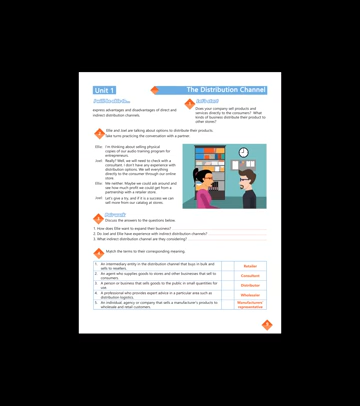 Unit 1
The Distribution Channel
express advantages and disadvantages of direct and
indirect distribution channels.
Does your company sell products and
services directly to the consumers? What
kinds of business distribute their product to
other stores?
Ellie and Joel are talking about options to distribute their products.
Take turns practicing the conversation with a partner.
Ellie: I'm thinking about selling physical
copies of our audio training program for
entrepreneurs.
Joel: Really? Well, we will need to check with a
consultant. I don't have any experience with
distribution options. We sell everything
directly to the consumer through our online
store.
Ellie: Me neither. Maybe we could ask around and
see how much profit we could get from a
partnership with a retailer store.
Joel: Let's give a try, and if it is a success we can
sell more from our catalog at stores.
Discuss the answers to the questions below.
1. How does Ellie want to expand their business?
2. Do Joel and Ellie have experience with indirect distribution channels?
3. What indirect distribution channel are they considering?
Match the terms to their corresponding meaning.
1. An intermediary entity in the distribution channel that buys in bulk and
sells to resellers.
Retailer
2. An agent who supplies goods to stores and other businesses that sell to
consumers.
Consultant
3. A person or business that sells goods to the public in small quantities for
use.
Distributor
4. A professional who provides expert advice in a particular area such as
distribution logistics.
Wholesaler
5. An individual, agency or company that sells a manufacturer's products to
wholesale and retail customers.
Manufacturers'
representative